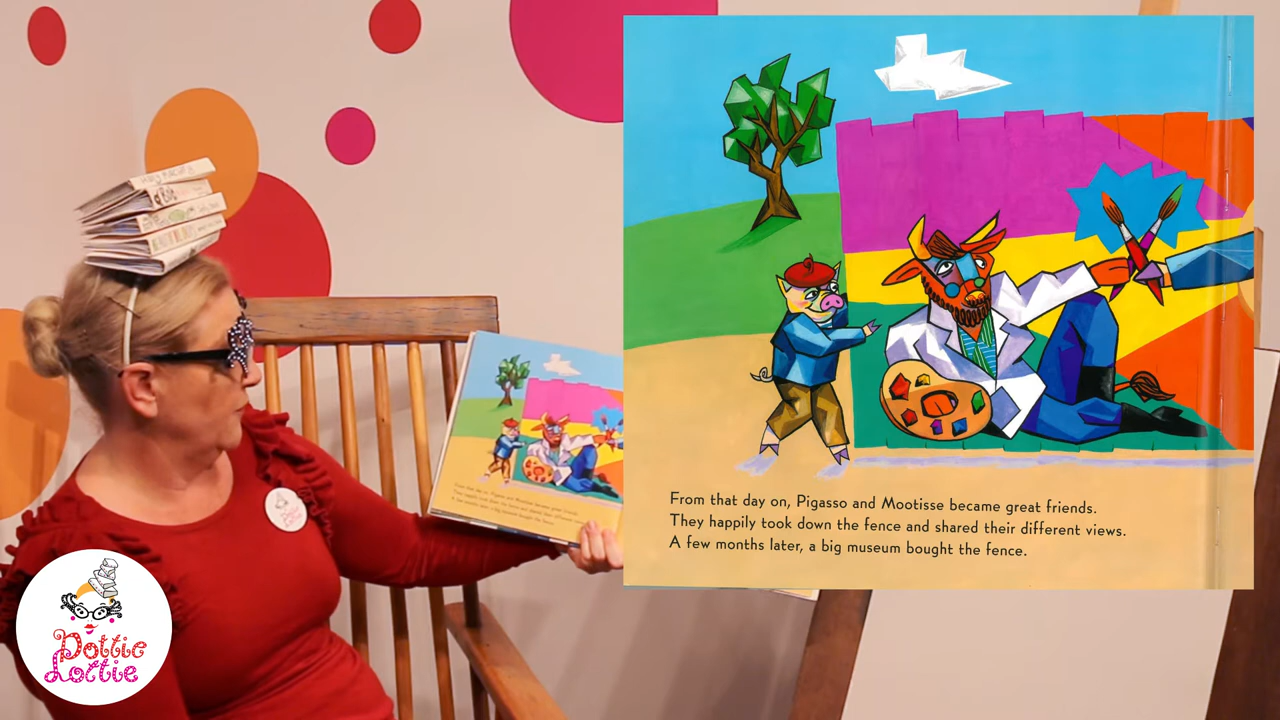 From that day on, Pigasso and Mootisse became great friends.
They happily took down the fence and shared their different views.
A few months later, a big museum bought the fence.
Dottie
Lottie